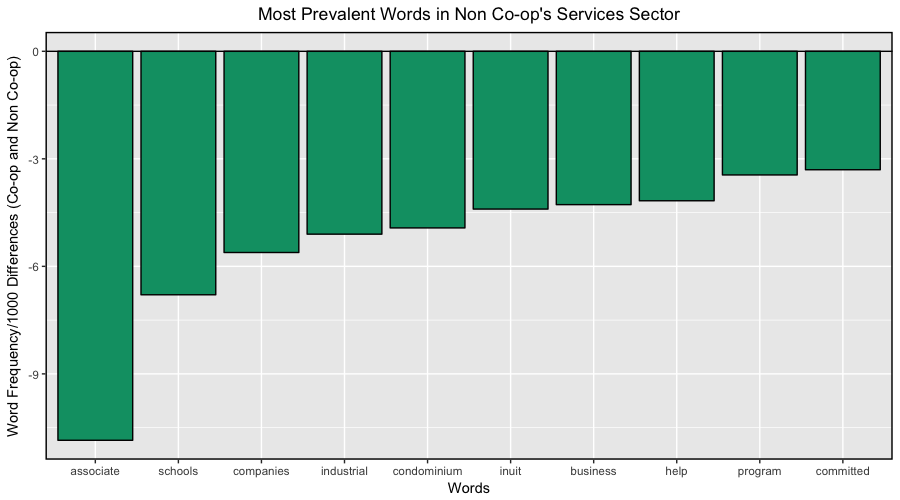 Most Prevalent Words in Non Co-op's Services Sector
Word Frequency/1000 Differences (Co-op and Non Co-op)
0
-3
-6
-9
associate schools companies industrial condominium inuit business help program committed
Words